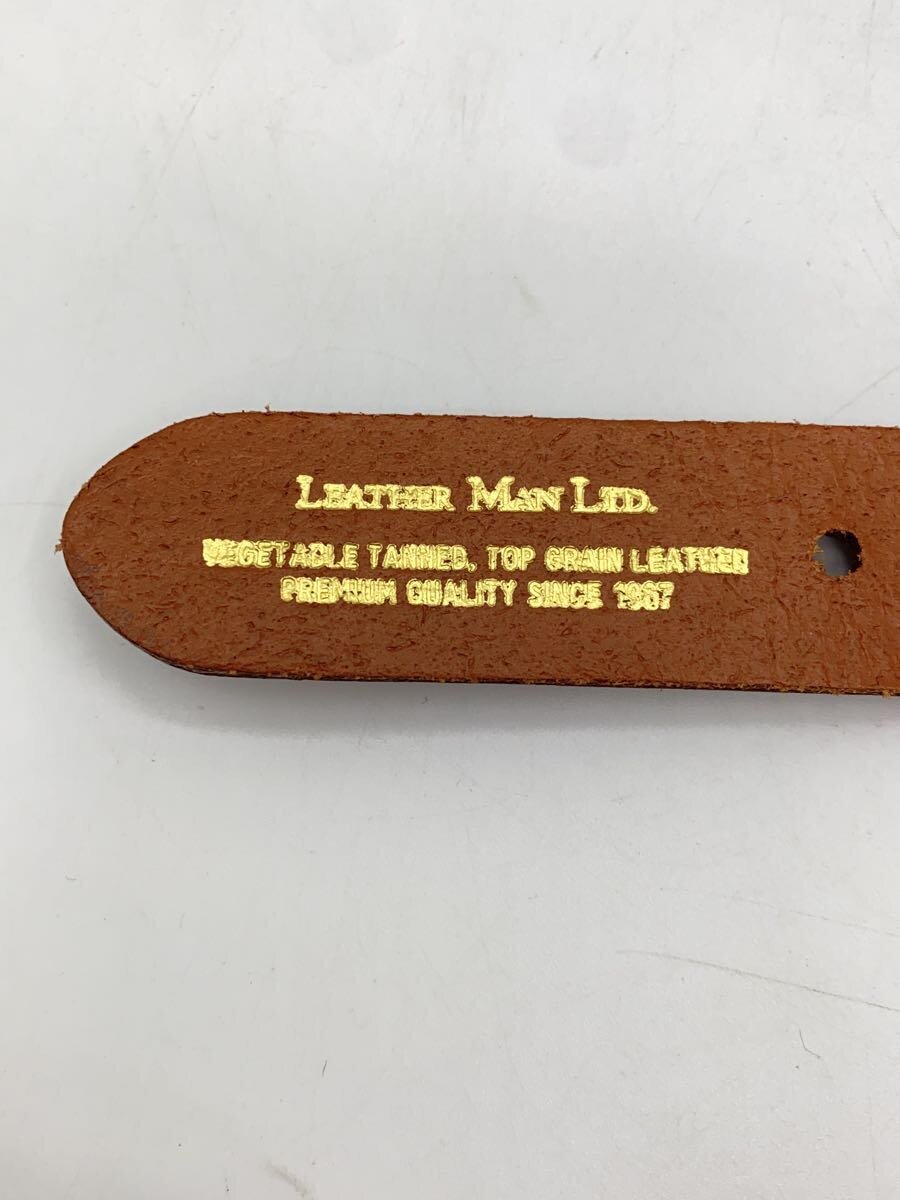 LEATHER MAN LTD.
VEGETABLE TANNED, TOP GRAIN LEATHER
PREMIUM QUALITY SINCE 1967